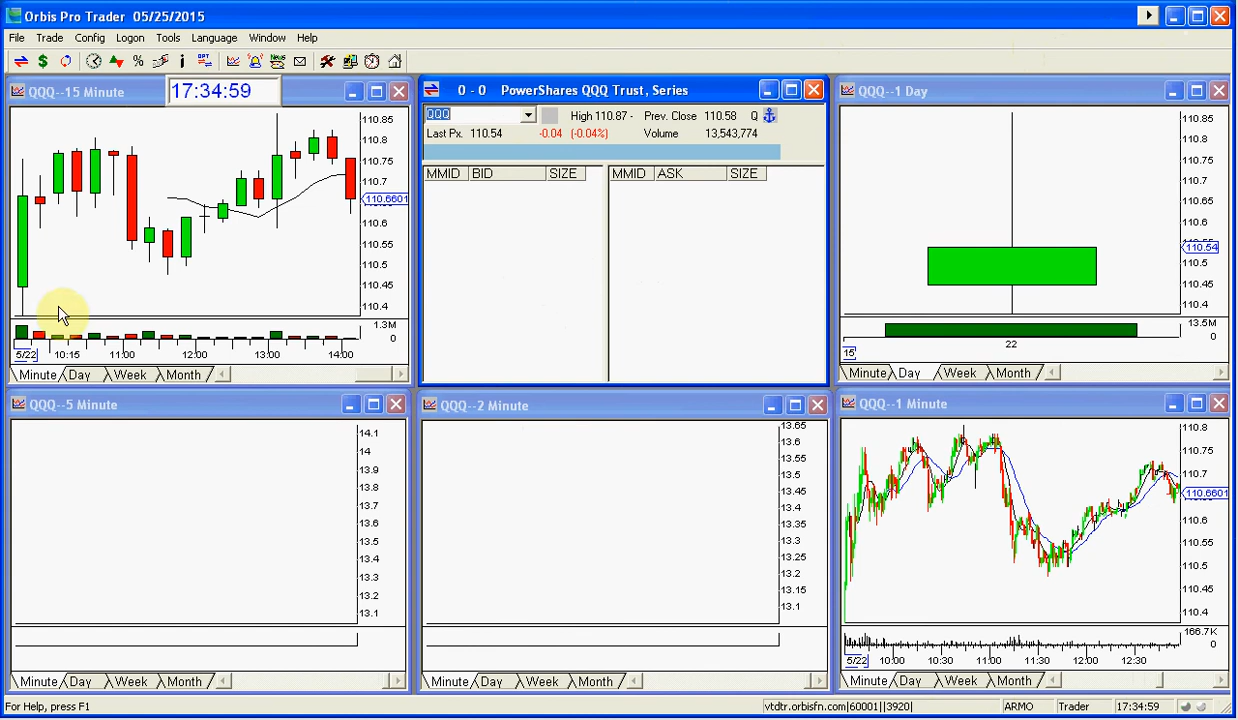 Orbis Pro Trader 05/25/2015
File Trade Config Logon Tools Language Window Help
QQQ--15 Minute
17:34:59
110.85
110.8
110.75
110.7
110.6601
110.6
110.55
110.5
110.45
110.4
1.3M
0
5/22 10:15 11:00 12:00 13:00 14:00
Minute Day Week Month
0 - 0 PowerShares QQQ Trust, Series
QQQ High 110.87 - Prev. Close 110.58 Q
Last Px. 110.54 -0.04 (-0.04%) Volume 13,543,774
MMID BID SIZE MMID ASK SIZE
QQQ--1 Day
110.85
110.8
110.75
110.7
110.65
110.6
110.54
110.5
110.45
110.4
13.5M
0
15 22
Minute Day Week Month
QQQ--5 Minute
14.1
14
13.9
13.8
13.7
13.6
13.5
13.4
13.3
13.2
13.1
Minute Day Week Month
QQQ--2 Minute
13.65
13.6
13.55
13.5
13.45
13.4
13.35
13.3
13.25
13.2
13.15
13.1
Minute Day Week Month
QQQ--1 Minute
110.8
110.75
110.7
110.6601
110.6
110.55
110.5
110.45
110.4
166.7K
0
5/22 10:00 10:30 11:00 11:30 12:00 12:30
Minute Day Week Month
For Help, press F1 vtdtr.orbisfn.com|60001||3920| ARMO Trader 17:34:59